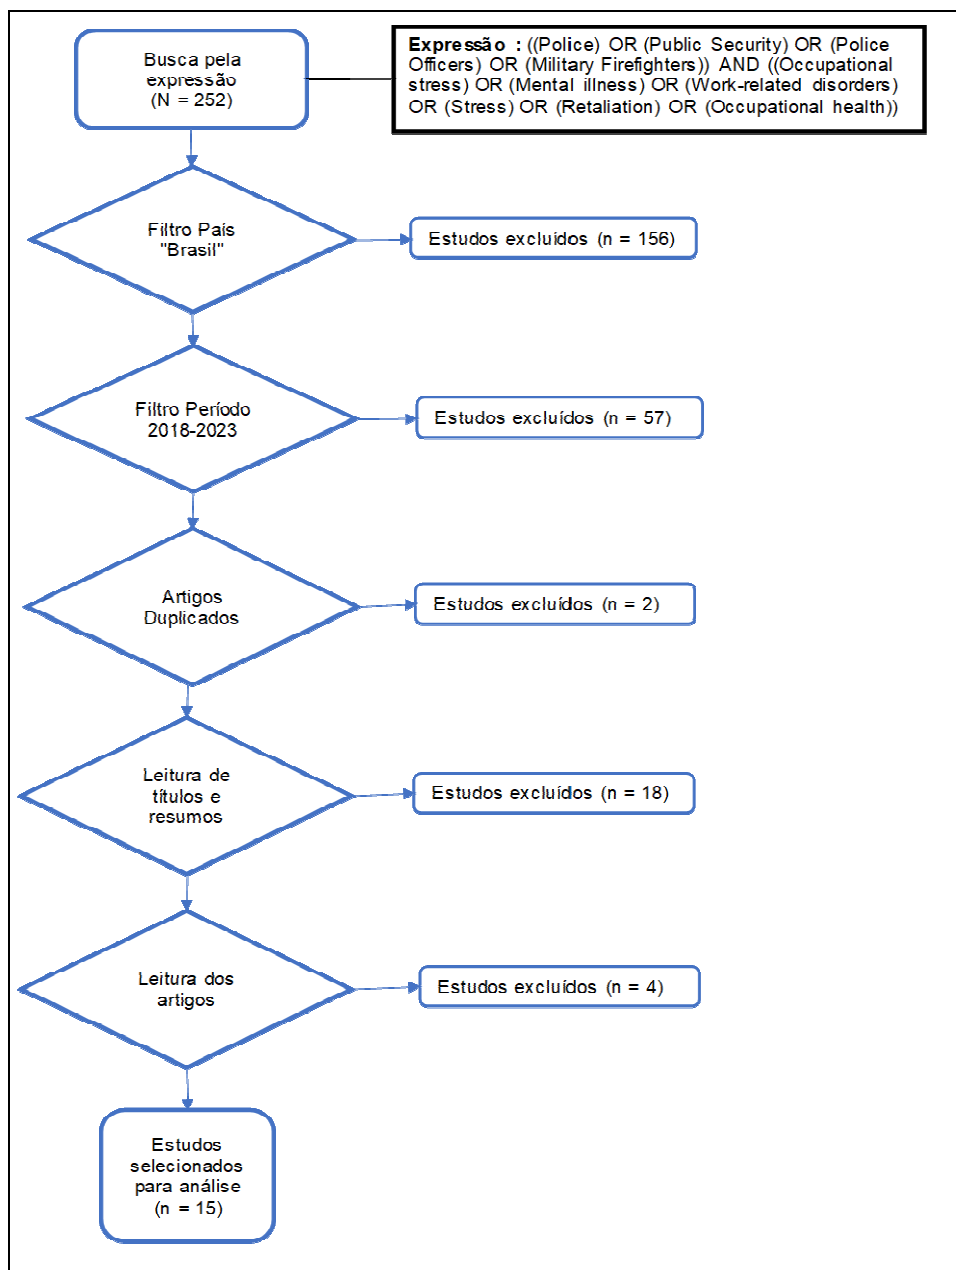 Busca pela
expressão
(N = 252)
Expressão : ((Police) OR (Public Security) OR (Police
Officers) OR (Military Firefighters)) AND ((Occupational
stress) OR (Mental illness) OR (Work-related disorders)
OR (Stress) OR (Retaliation) OR (Occupational health))
Filtro País
"Brasil"
Estudos excluídos (n = 156)
Filtro Período
2018-2023
Estudos excluídos (n = 57)
Artigos
Duplicados
Estudos excluídos (n = 2)
Leitura de
títulos e
resumos
Estudos excluídos (n = 18)
Leitura dos
artigos
Estudos excluídos (n = 4)
Estudos
selecionados
para análise
(n = 15)